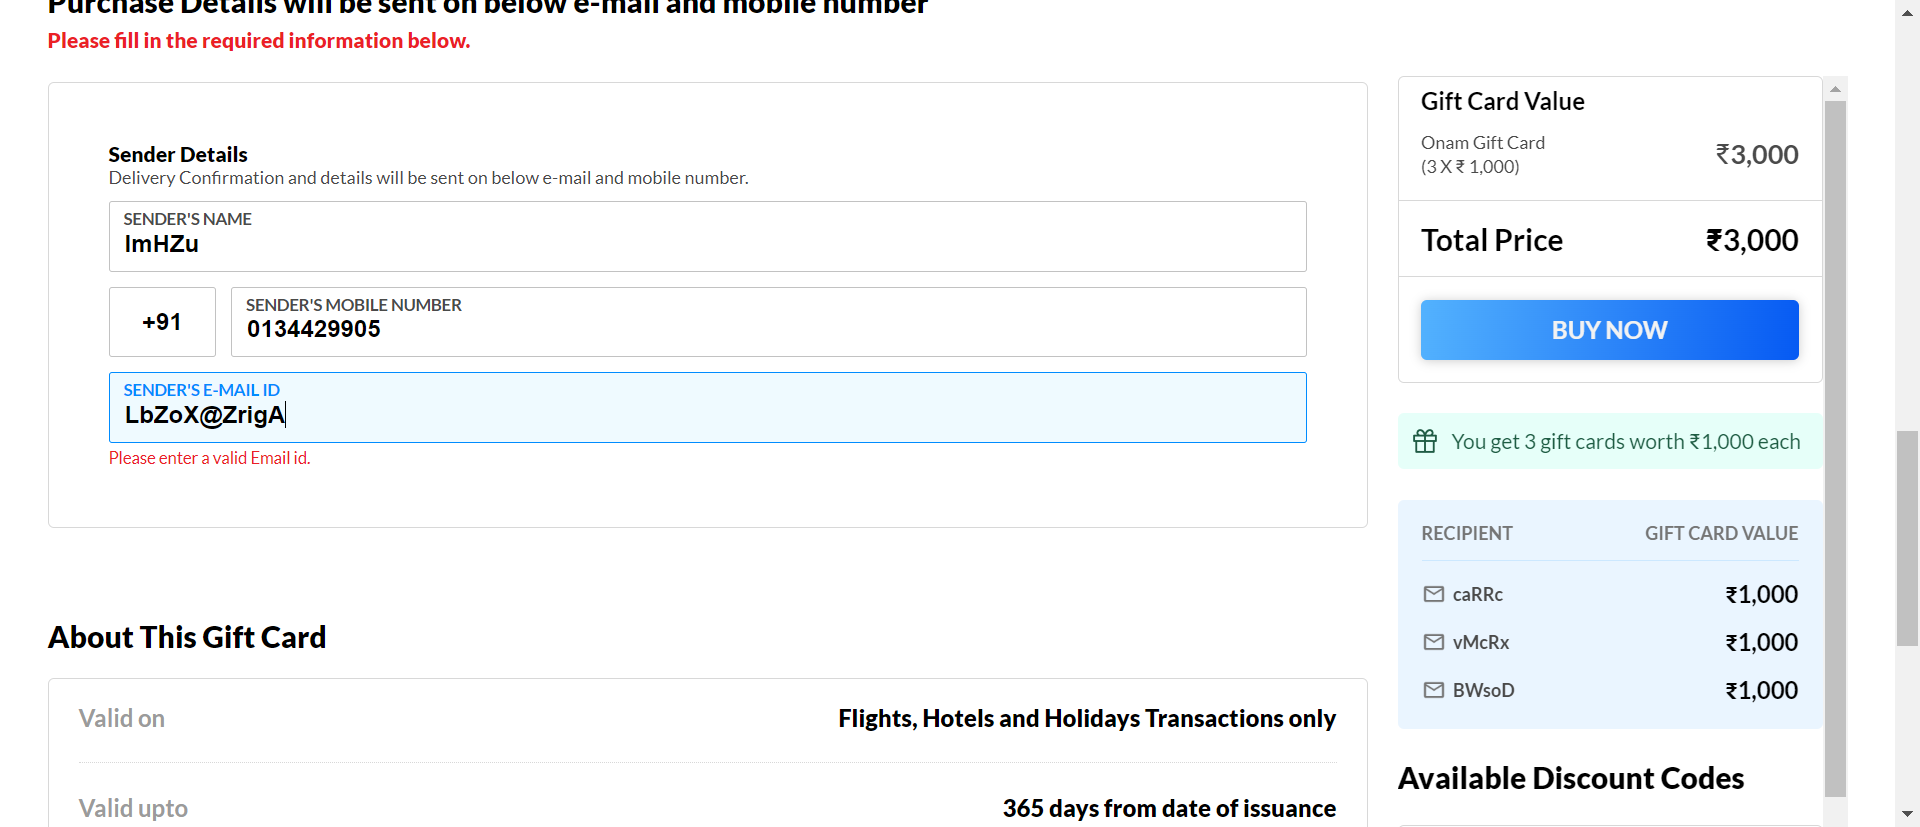 Purchase Details will be sent on below e-mail and mobile number
Please fill in the required information below.
Sender Details
Delivery Confirmation and details will be sent on below e-mail and mobile number.
SENDER'S NAME
ImHZu
+91
SENDER'S MOBILE NUMBER
0134429905
SENDER'S E-MAIL ID
LbZoX@ZrigA
Please enter a valid Email id.
About This Gift Card
Valid on
Flights, Hotels and Holidays Transactions only
Valid upto
365 days from date of issuance
Gift Card Value
Onam Gift Card
(3 X ₹ 1,000)
₹3,000
Total Price
₹3,000
BUY NOW
You get 3 gift cards worth ₹1,000 each
RECIPIENT
GIFT CARD VALUE
caRRc
₹1,000
vMcRx
₹1,000
BWsoD
₹1,000
Available Discount Codes